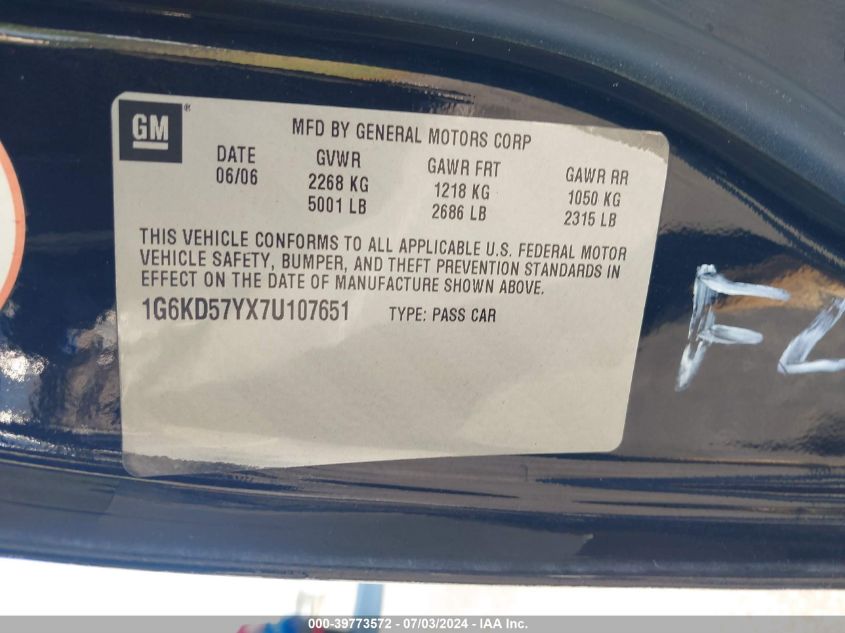 GM®
MFD BY GENERAL MOTORS CORP
DATE GVWR GAWR FRT GAWR RR
06/06 2268 KG 1218 KG 1050 KG
5001 LB 2686 LB 2315 LB
THIS VEHICLE CONFORMS TO ALL APPLICABLE U.S. FEDERAL MOTOR
VEHICLE SAFETY, BUMPER, AND THEFT PREVENTION STANDARDS IN
EFFECT ON THE DATE OF MANUFACTURE SHOWN ABOVE.
1G6KD57YX7U107651 TYPE: PASS CAR
000-39773572 - 07/03/2024 - IAA Inc.